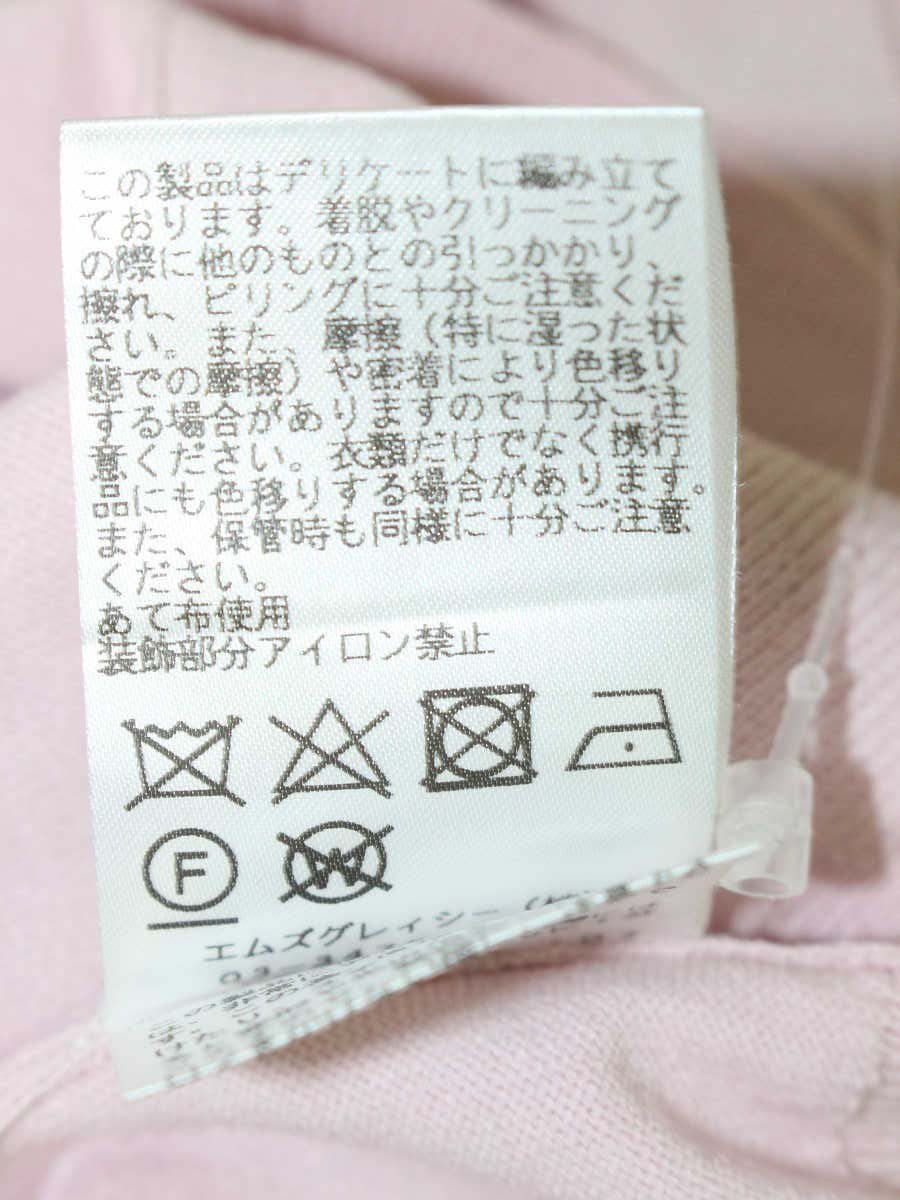 この製品はデリケートに編み立て
ております。着脱やクリーニング
の際に他のものとの引っかかり、
擦れ、ピリングに十分ご注意くだ
さい。また、摩擦(特に湿った状
態での摩擦)や密着により色移り
する場合がありますので十分ご注
意ください。衣類だけでなく携行
品にも色移りする場合があります。
また、保管時も同様に十分ご注意
ください。
あて布使用
装飾部分アイロン禁止
F
W
エムズグレイシー(株)
03-34